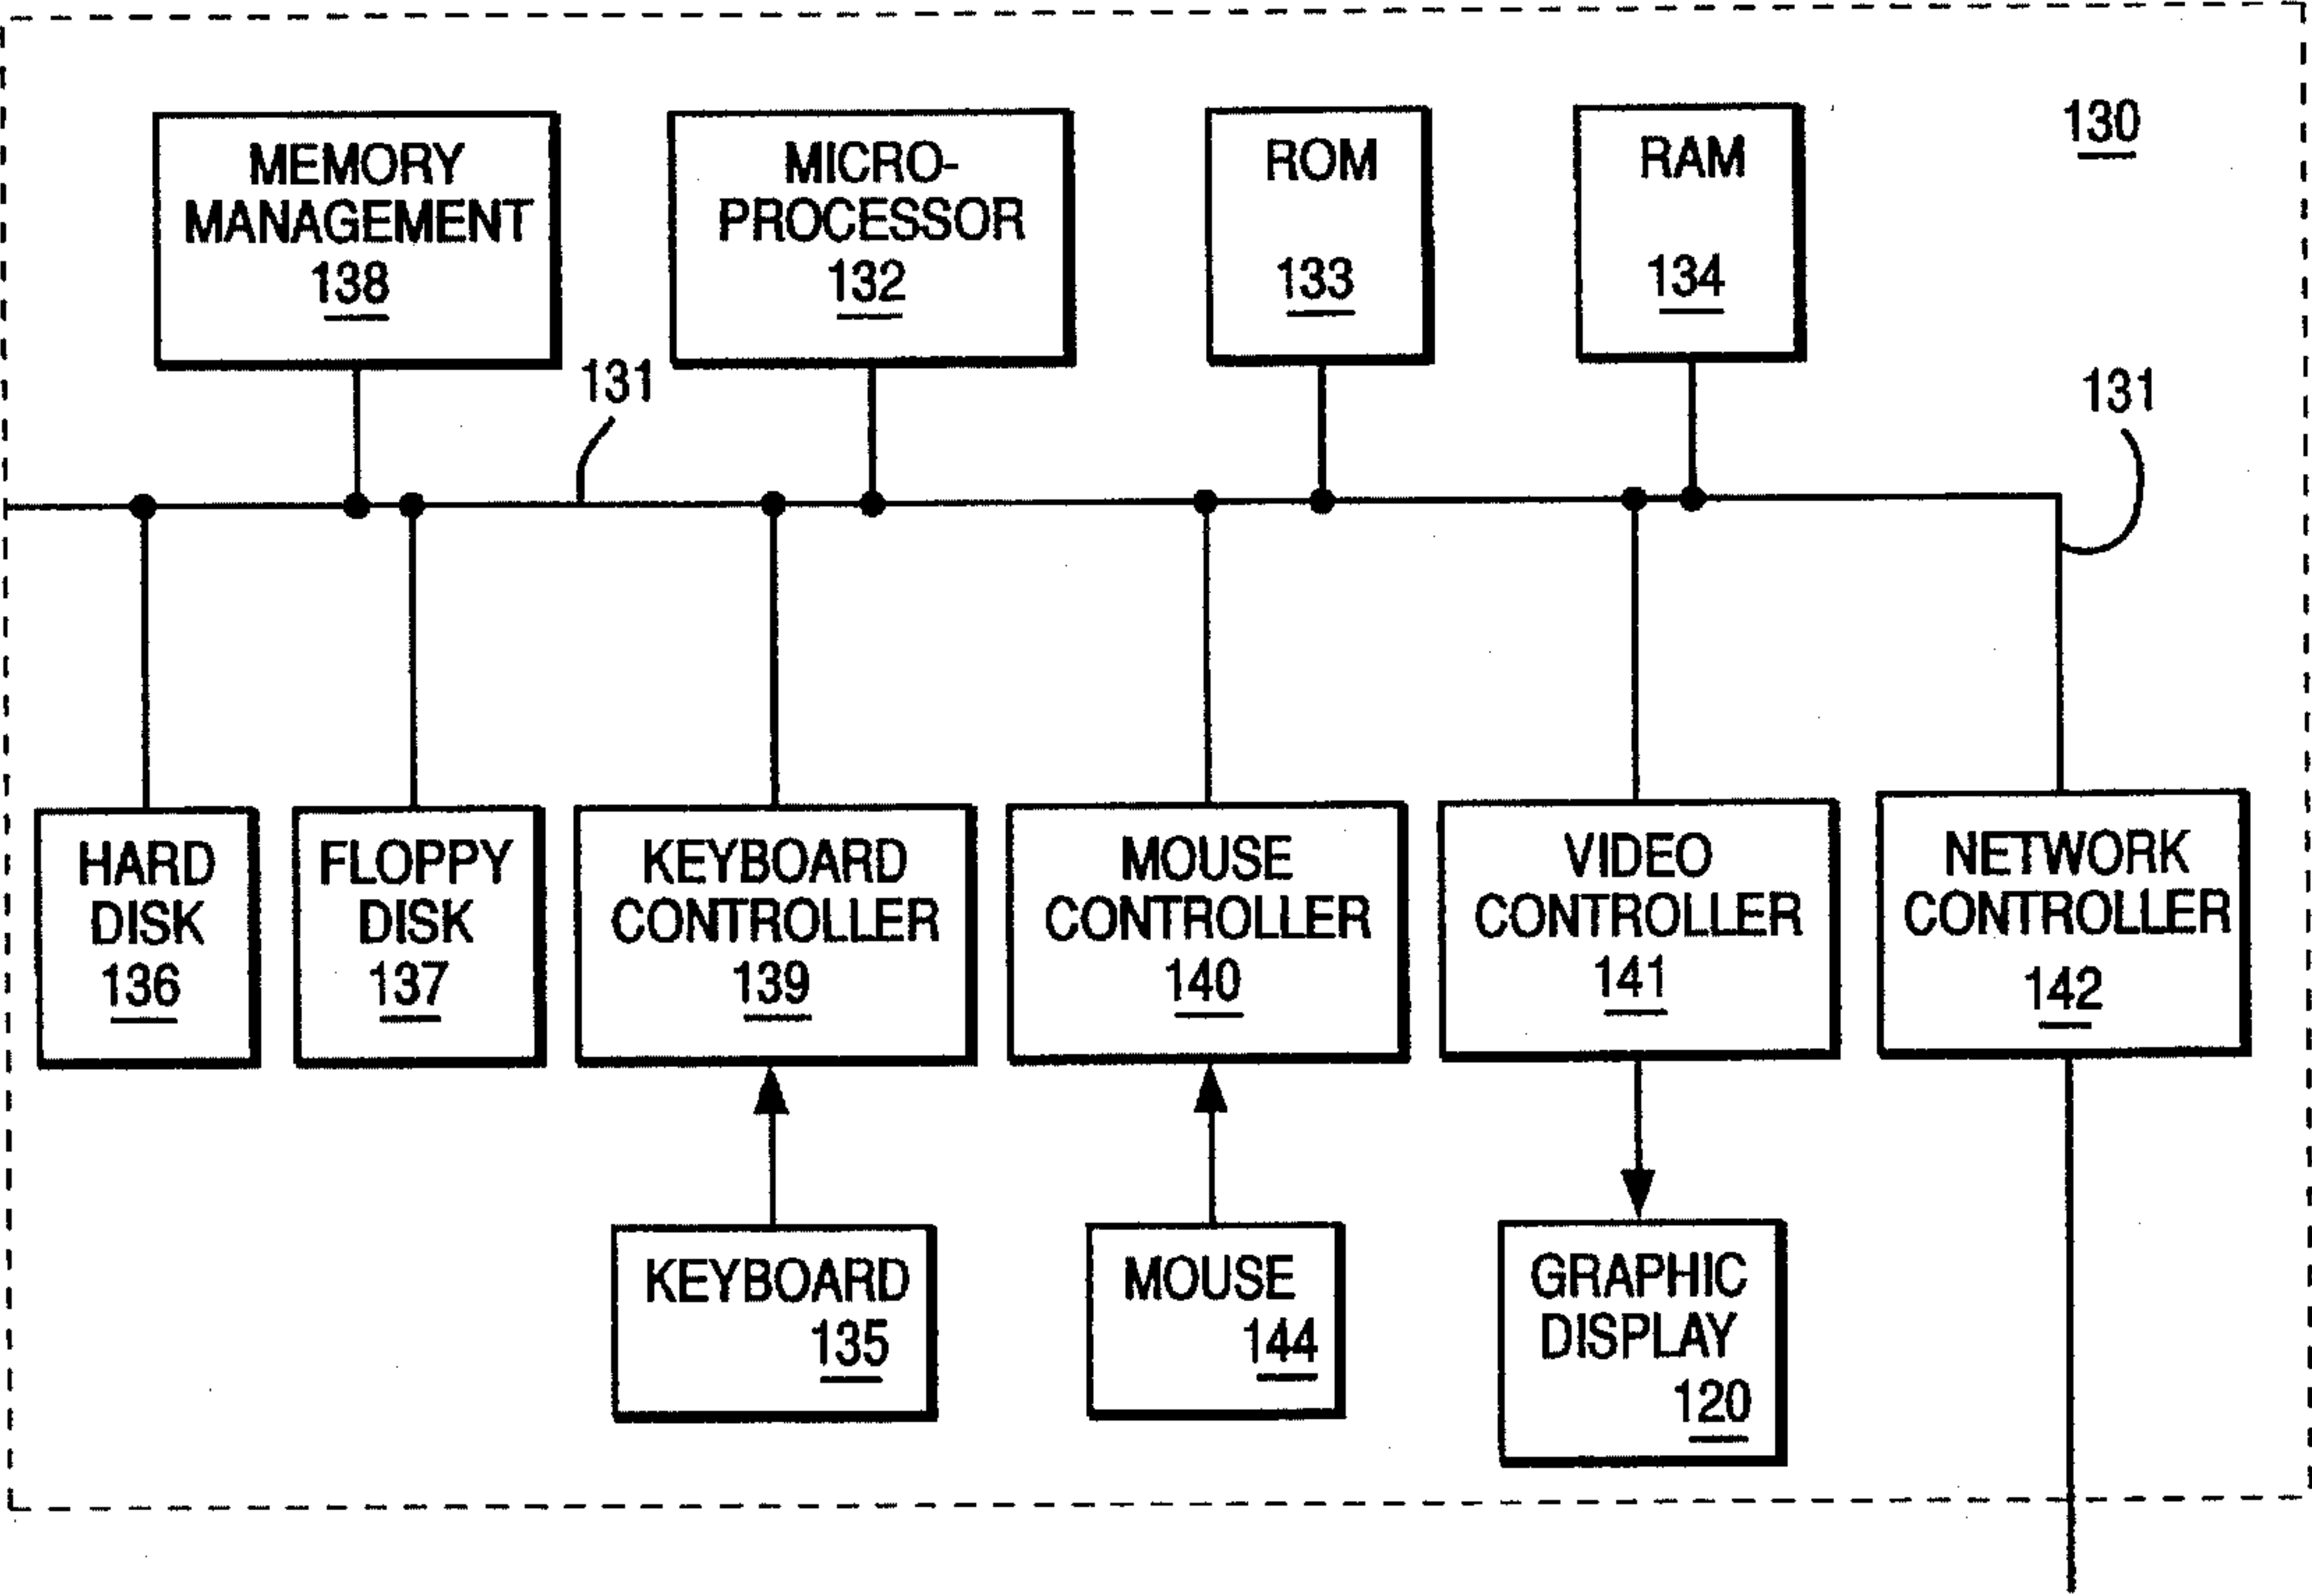 130
MEMORY
MANAGEMENT
138
MICRO-
PROCESSOR
132
ROM
133
RAM
134
131
131
HARD
DISK
136
FLOPPY
DISK
137
KEYBOARD
CONTROLLER
139
MOUSE
CONTROLLER
140
VIDEO
CONTROLLER
141
NETWORK
CONTROLLER
142
KEYBOARD
135
MOUSE
144
GRAPHIC
DISPLAY
120